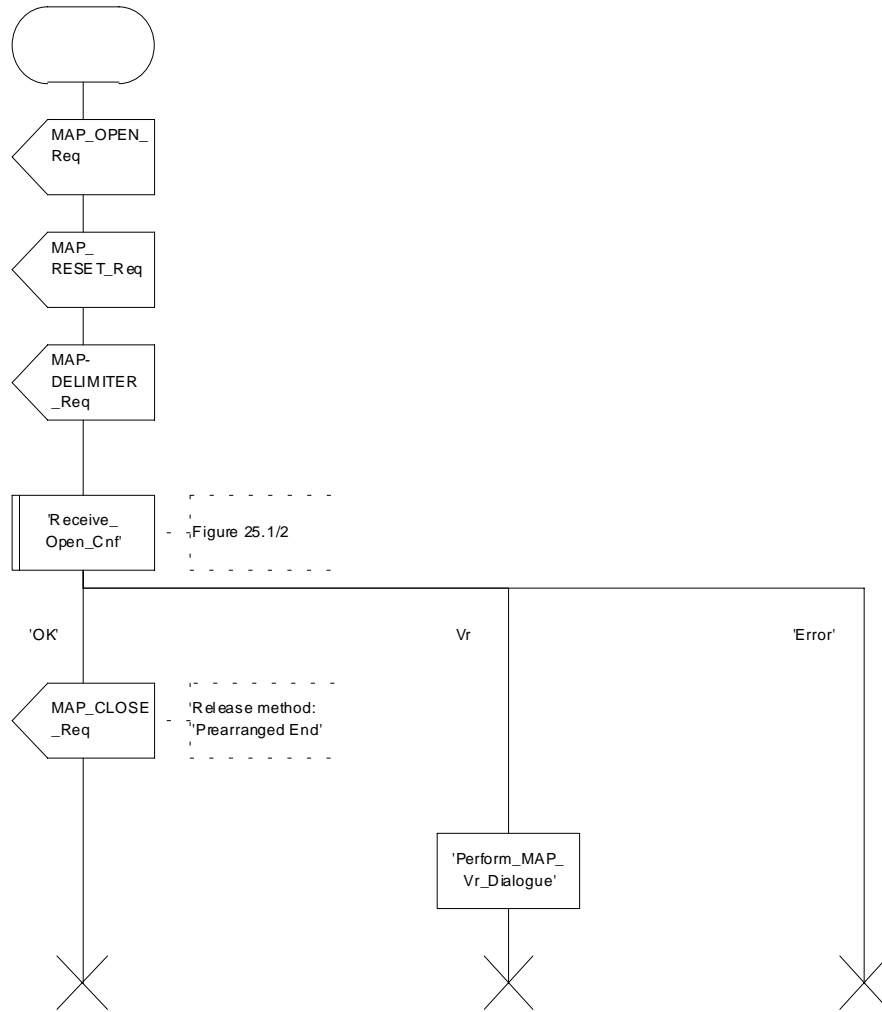 MAP_OPEN_
Req
MAP_
RESET_Req
MAP-
DELIMITER
_Req
'Receive_
Open_Cnf'
Figure 25.1/2
'OK'
Vr
'Error'
MAP_CLOSE
_Req
'Release method:
'Prearranged End'
'Perform_MAP_
Vr_Dialogue'